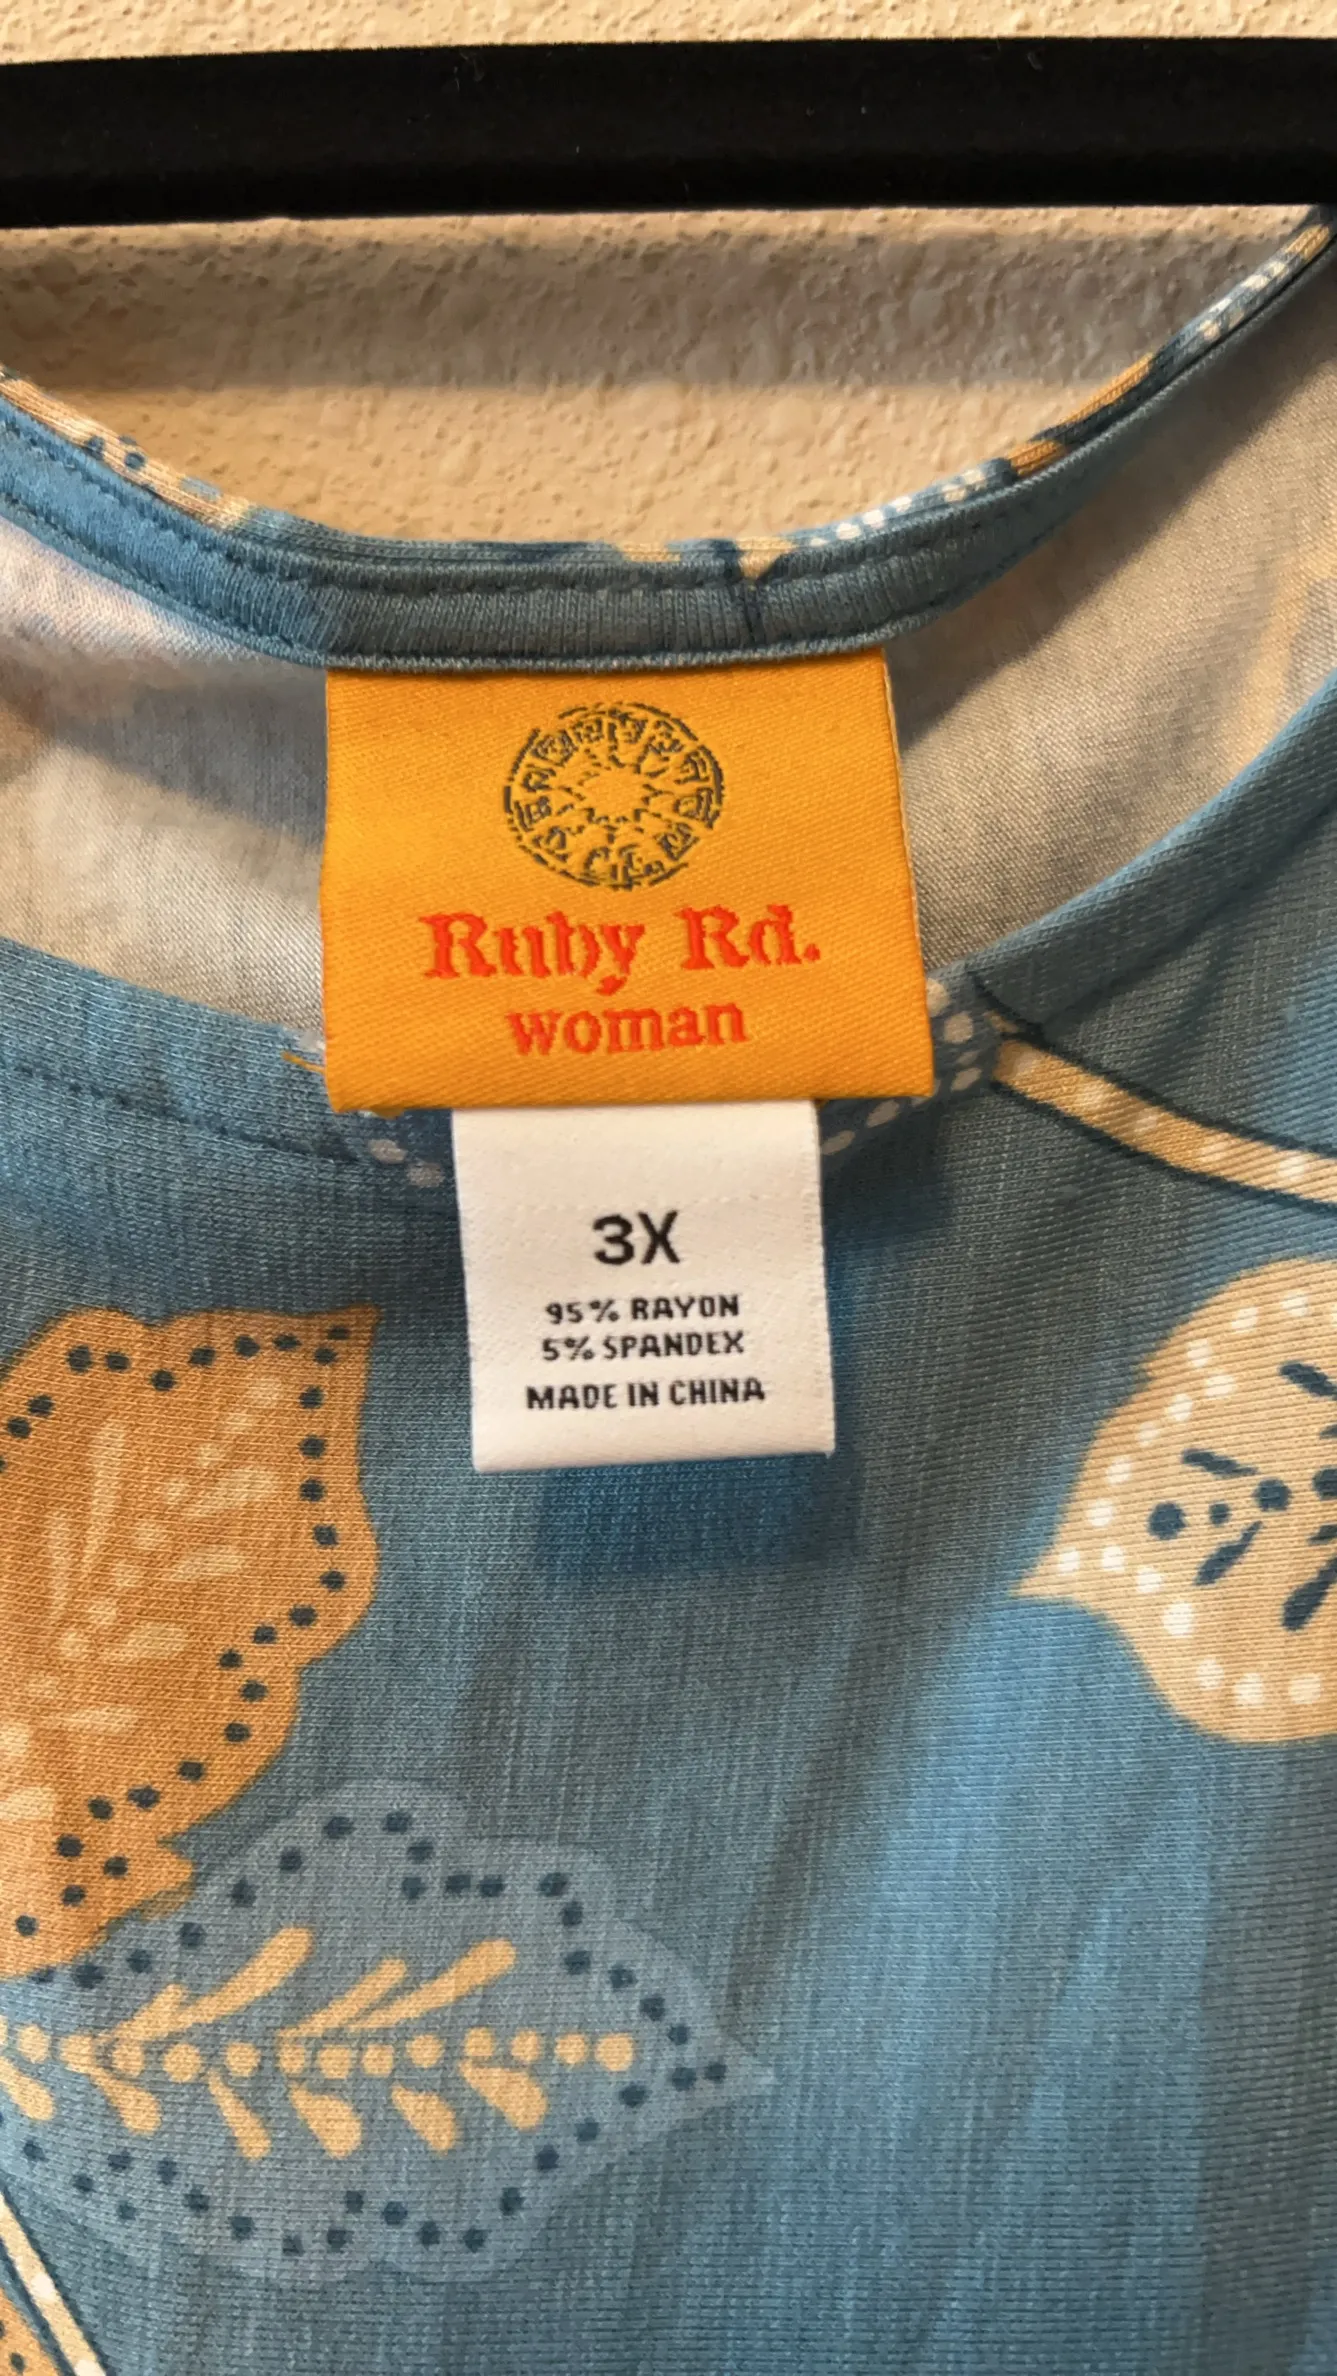 Ruby Rd.
woman
3X
95% RAYON
5% SPANDEX
MADE IN CHINA